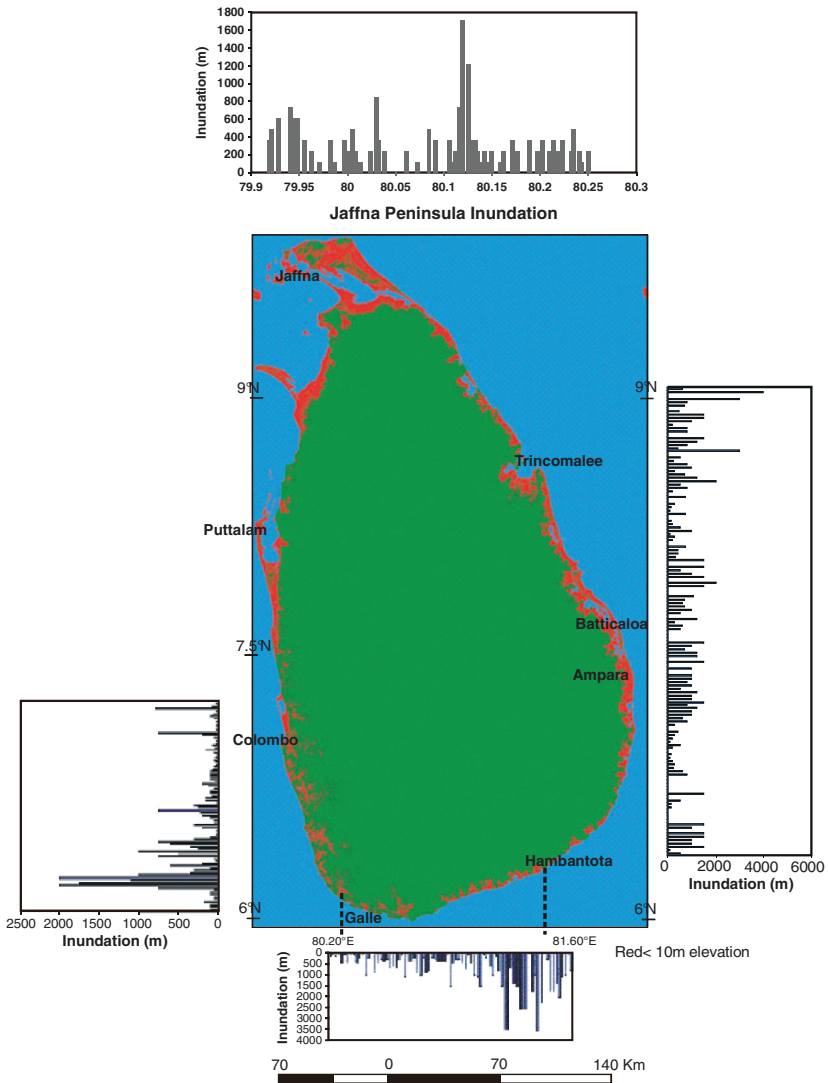 1800
1600
1400
1200
1000
800
600
400
200
0
Inundation (m)
79.9 79.95 80 80.05 80.1 80.15 80.2 80.25 80.3
Jaffna Peninsula Inundation
Jaffna
9°N
9°N
Trincomalee
Puttalam
Batticaloa
7.5°N
Ampara
Colombo
Hambantota
0 2000 4000 6000
Inundation (m)
6°N
Galle
6°N
2500 2000 1500 1000 500 0
Inundation (m)
80.20°E
81.60°E
Red< 10m elevation
0
500
1000
1500
2000
2500
3000
3500
4000
Inundation (m)
70 0 70 140 Km